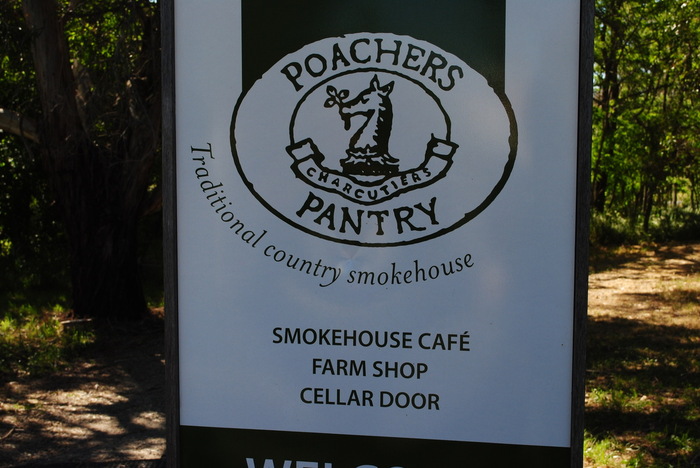 POACHERS
CHARCUTIERS
PANTRY
Traditional country smokehouse
SMOKEHOUSE CAFÉ
FARM SHOP
CELLAR DOOR